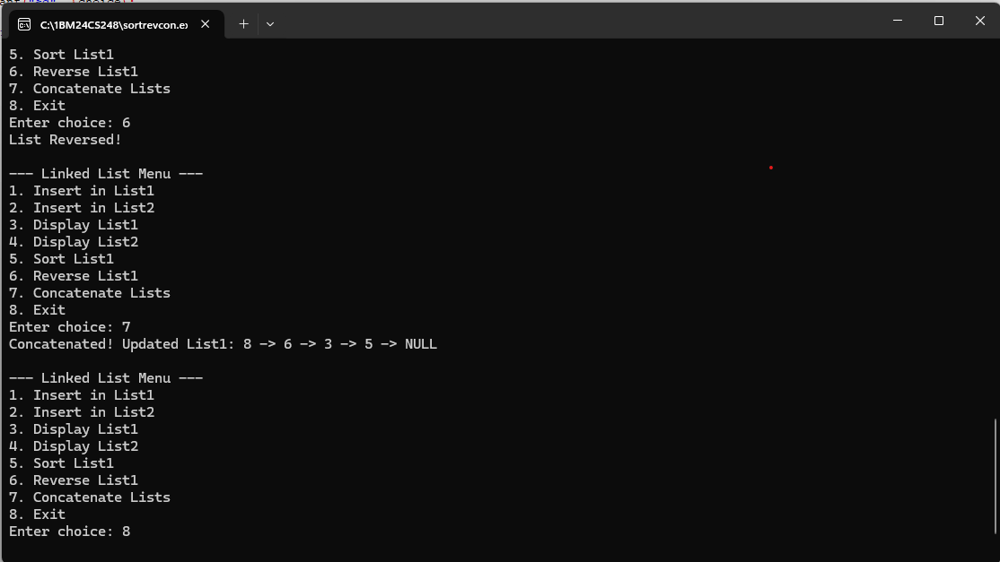 C:\1BM24CS248\sortrevcon.ex
5. Sort List1
6. Reverse List1
7. Concatenate Lists
8. Exit
Enter choice: 6
List Reversed!
--- Linked List Menu ---
1. Insert in List1
2. Insert in List2
3. Display List1
4. Display List2
5. Sort List1
6. Reverse List1
7. Concatenate Lists
8. Exit
Enter choice: 7
Concatenated! Updated List1: 8 -> 6 -> 3 -> 5 -> NULL
--- Linked List Menu ---
1. Insert in List1
2. Insert in List2
3. Display List1
4. Display List2
5. Sort List1
6. Reverse List1
7. Concatenate Lists
8. Exit
Enter choice: 8